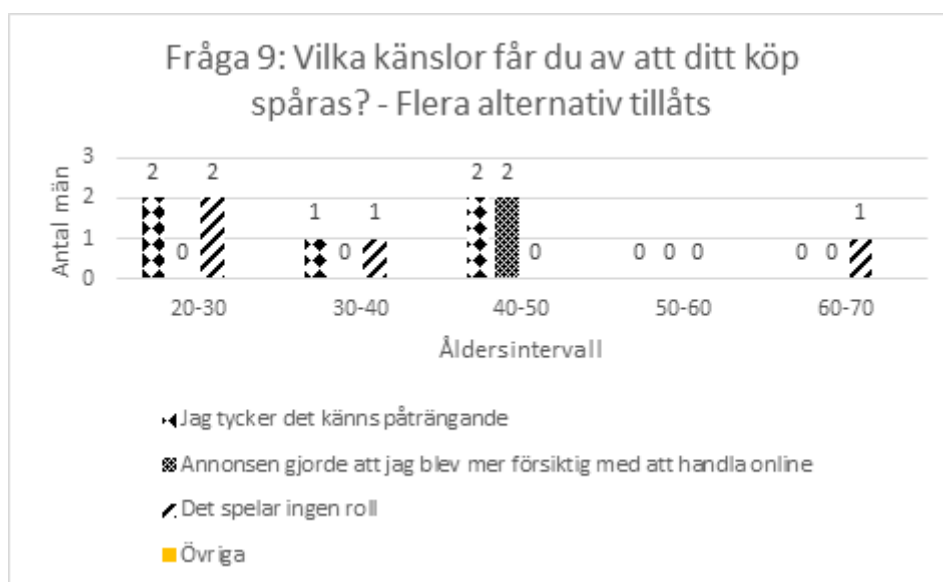 Fråga 9: Vilka känslor får du av att ditt köp
spåras? - Flera alternativ tillåts
Antal män
3
2
1
0
2 0 2
1 0 1
2 2 0
0 0 0
0 0 1
20-30 30-40 40-50 50-60 60-70
Åldersintervall
Jag tycker det känns påträngande
Annonsen gjorde att jag blev mer försiktig med att handla online
Det spelar ingen roll
Övriga